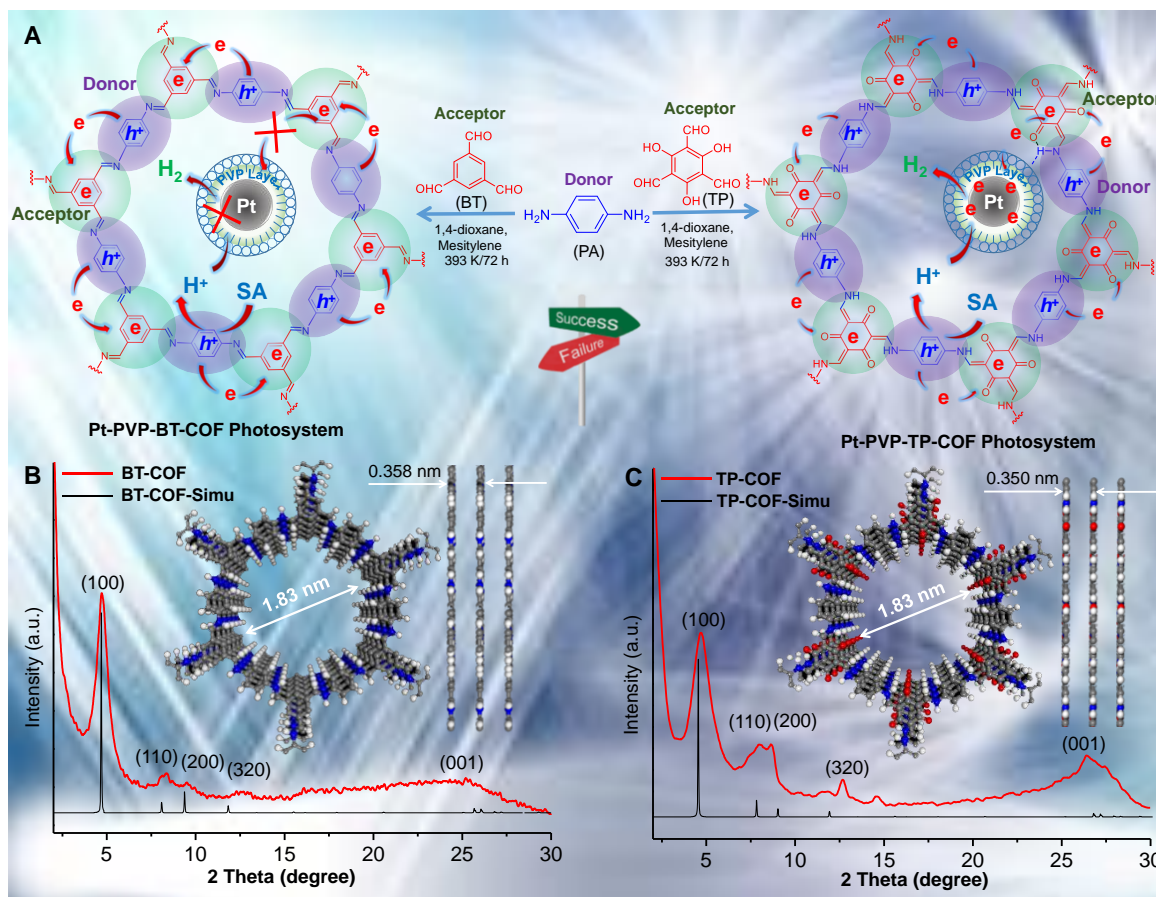 A
Donor
Acceptor
e
e
e
e
e
e
e
e
e
e
e
e
e
h⁺
h⁺
h⁺
h⁺
h⁺
H₂
PVP Layer
Pt
H⁺
SA
Pt-PVP-BT-COF Photosystem
Acceptor
CHO
OHC
CHO
(BT)
1,4-dioxane,
Mesitylene
393 K/72 h
Donor
H₂N
NH₂
(PA)
Acceptor
CHO
HO
OH
OHC
CHO
OH
(TP)
1,4-dioxane,
Mesitylene
393 K/72 h
Success
Failure
Acceptor
Donor
e
e
e
e
e
e
e
e
e
e
e
e
e
e
h⁺
h⁺
h⁺
h⁺
h⁺
h⁺
H₂
PVP Layer
Pt
e
e
e
e
H⁺
SA
Pt-PVP-TP-COF Photosystem
B
BT-COF
BT-COF-Simu
0.358 nm
1.83 nm
(100)
(110)
(200)
(320)
(001)
Intensity (a.u.)
5 10 15 20 25 30
2 Theta (degree)
C
TP-COF
TP-COF-Simu
0.350 nm
1.83 nm
(100)
(110)
(200)
(320)
(001)
Intensity (a.u.)
5 10 15 20 25 30
2 Theta (degree)